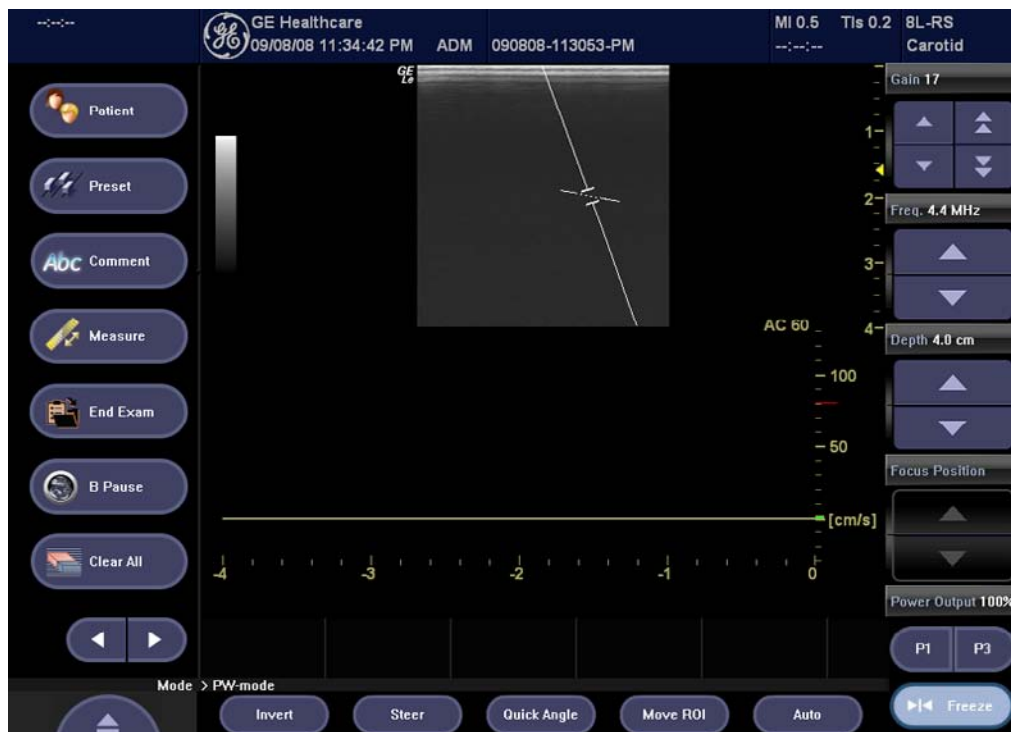 --:--:--
GE Healthcare
MI 0.5 TIs 0.2 8L-RS
09/08/08 11:34:42 PM ADM 090808-113053-PM
--:--:-- Carotid
GE
Le
Gain 17
Patient
1
Preset
2
Freq. 4.4 MHz
Abc Comment
3
Measure
AC 60
4
Depth 4.0 cm
100
End Exam
50
Focus Position
B Pause
[cm/s]
Clear All
-4 -3 -2 -1 0
Power Output 100%
P1 P3
Mode > PW-mode
Invert Steer Quick Angle Move ROI Auto Freeze